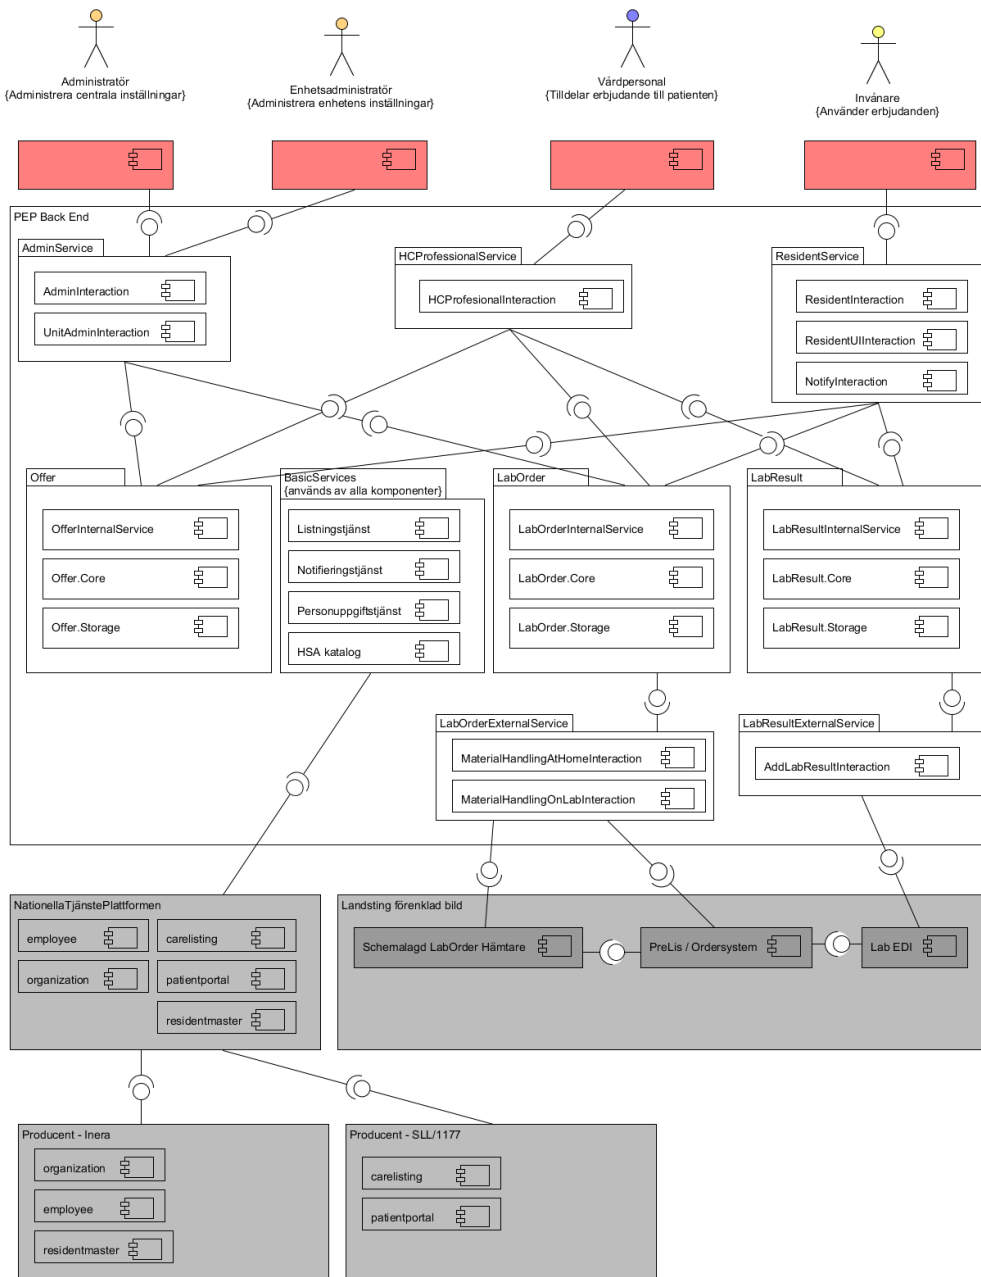 Administratör
{Administrera centrala inställningar}
Enhetsadministratör
{Administrera enhetens inställningar}
Vårdpersonal
{Tilldelar erbjudande till patienten}
Invånare
{Använder erbjudanden}
PEP Back End
AdminService
AdminInteraction
UnitAdminInteraction
HCProfessionalService
HCProfesionalInteraction
ResidentService
ResidentInteraction
ResidentUIInteraction
NotifyInteraction
Offer
OfferInternalService
Offer.Core
Offer.Storage
BasicServices
{används av alla komponenter}
Listningstjänst
Notifieringstjänst
Personuppgiftstjänst
HSA katalog
LabOrder
LabOrderInternalService
LabOrder.Core
LabOrder.Storage
LabResult
LabResultInternalService
LabResult.Core
LabResult.Storage
LabOrderExternalService
MaterialHandlingAtHomeInteraction
MaterialHandlingOnLabInteraction
LabResultExternalService
AddLabResultInteraction
NationellaTjänstePlattformen
employee
carelisting
organization
patientportal
residentmaster
Landsting förenklad bild
Schemalagd LabOrder Hämtare
PreLis / Ordersystem
Lab EDI
Producent - Inera
organization
employee
residentmaster
Producent - SLL/1177
carelisting
patientportal